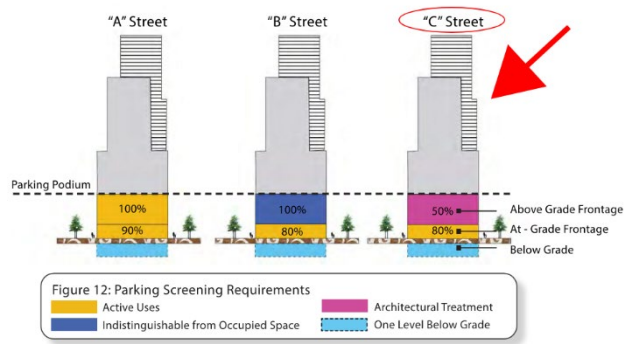 "A" Street
"B" Street
"C" Street
Parking Podium
100%
100%
50%
Above Grade Frontage
90%
80%
80%
At - Grade Frontage
Below Grade
Figure 12: Parking Screening Requirements
Active Uses
Architectural Treatment
Indistinguishable from Occupied Space
One Level Below Grade